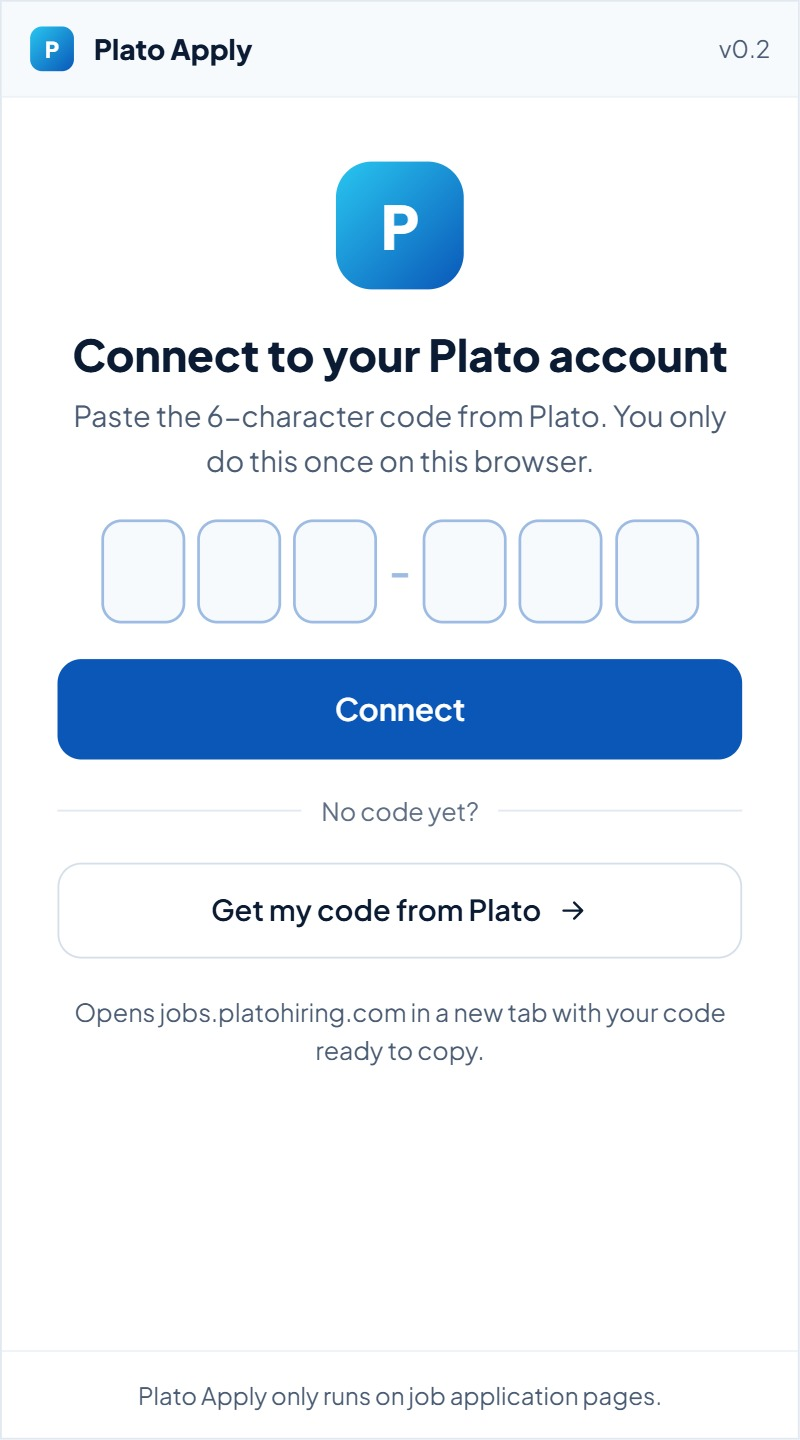 P Plato Apply v0.2
P
Connect to your Plato account
Paste the 6-character code from Plato. You only
do this once on this browser.
-
Connect
No code yet?
Get my code from Plato →
Opens jobs.platohiring.com in a new tab with your code
ready to copy.
Plato Apply only runs on job application pages.